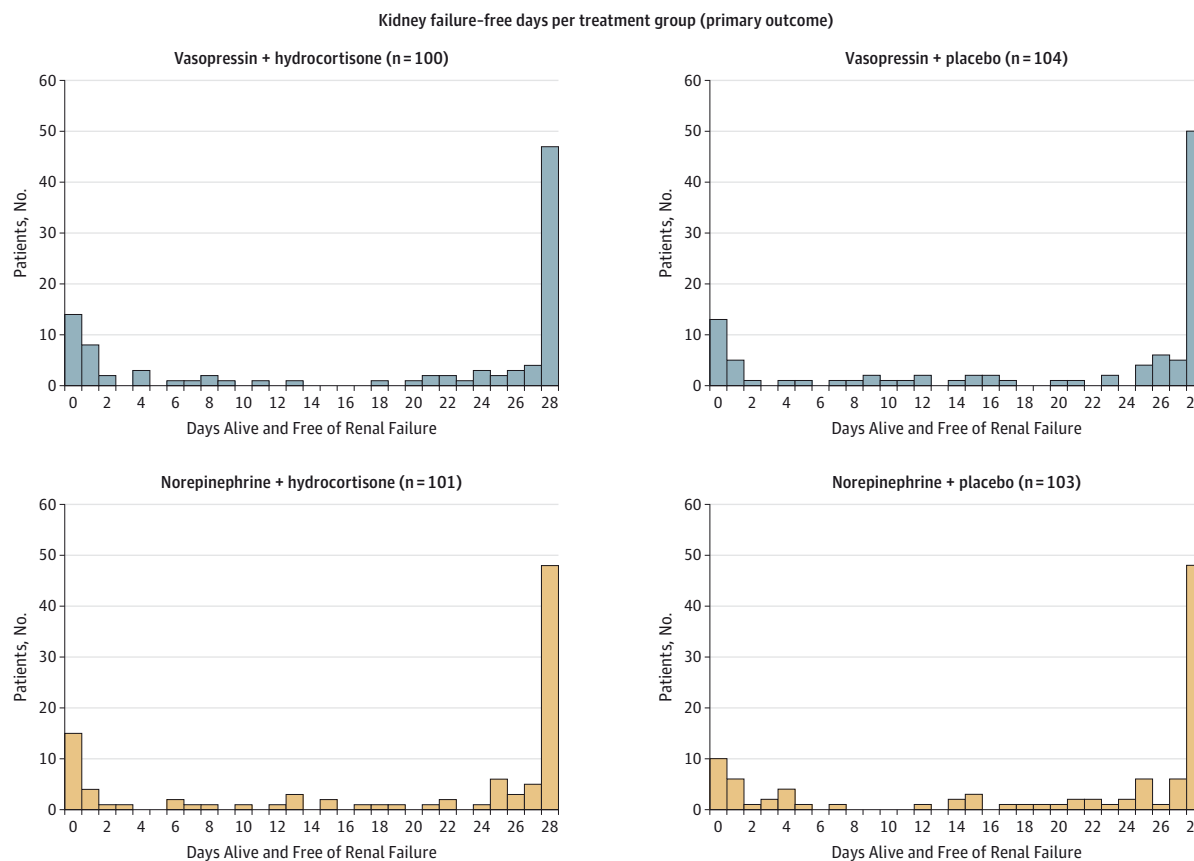 Kidney failure–free days per treatment group (primary outcome)
Vasopressin + hydrocortisone (n = 100)
60
50
40
30
20
10
0
Patients, No.
0 2 4 6 8 10 12 14 16 18 20 22 24 26 28
Days Alive and Free of Renal Failure
Vasopressin + placebo (n = 104)
60
50
40
30
20
10
0
Patients, No.
0 2 4 6 8 10 12 14 16 18 20 22 24 26 2
Days Alive and Free of Renal Failure
Norepinephrine + hydrocortisone (n = 101)
60
50
40
30
20
10
0
Patients, No.
0 2 4 6 8 10 12 14 16 18 20 22 24 26 28
Days Alive and Free of Renal Failure
Norepinephrine + placebo (n = 103)
60
50
40
30
20
10
0
Patients, No.
0 2 4 6 8 10 12 14 16 18 20 22 24 26 2
Days Alive and Free of Renal Failure